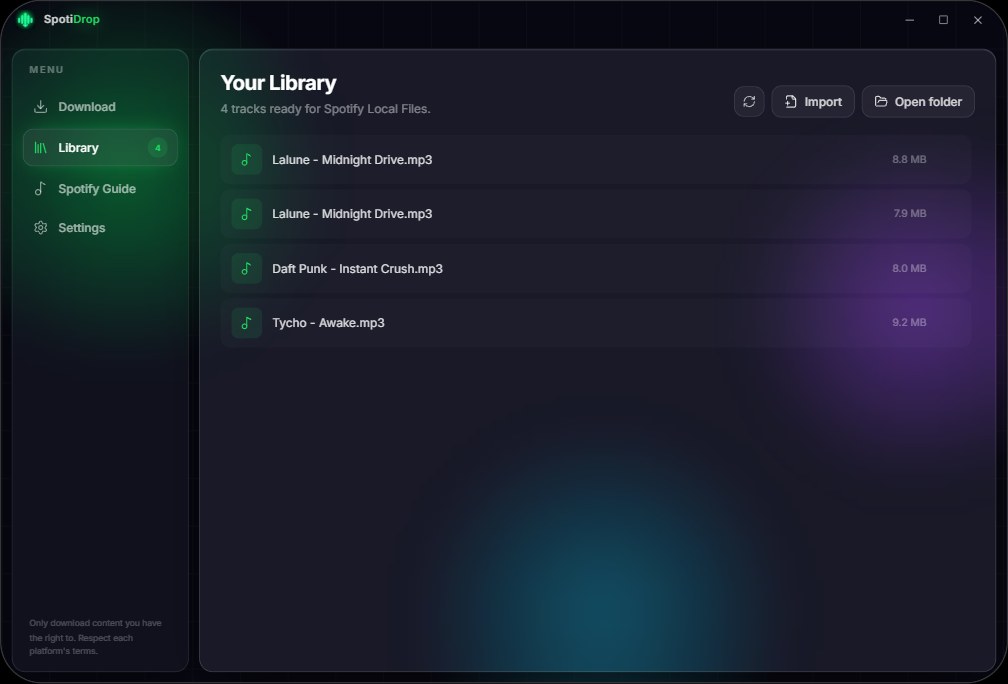 SpotiDrop
MENU
Download
Library 4
Spotify Guide
Settings
Only download content you have
the right to. Respect each
platform's terms.
Your Library
4 tracks ready for Spotify Local Files.
Import
Open folder
Lalune - Midnight Drive.mp3 8.8 MB
Lalune - Midnight Drive.mp3 7.9 MB
Daft Punk - Instant Crush.mp3 8.0 MB
Tycho - Awake.mp3 9.2 MB